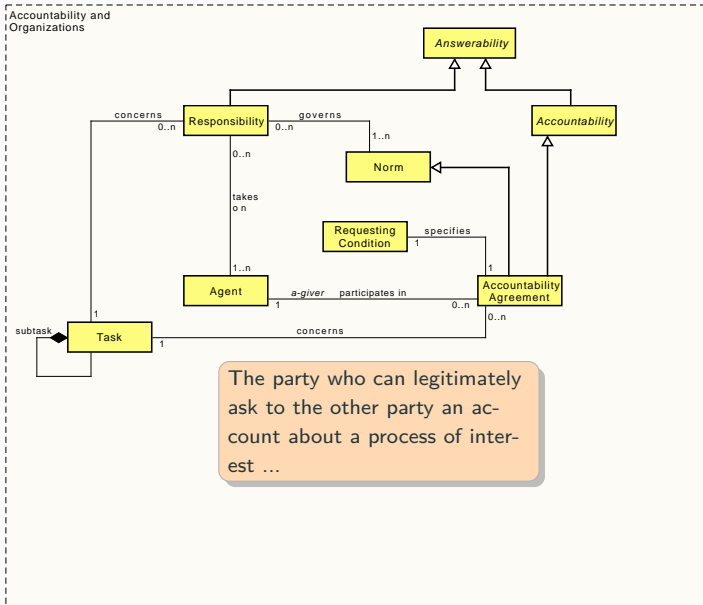 Accountability and
Organizations
Answerability
concerns
0..n
Responsibility
governs
0..n
Accountability
1..n
0..n
Norm
takes
on
Requesting
Condition
specifies
1
1
1..n
Agent
a-giver
participates in
1
0..n
Accountability
Agreement
0..n
1
subtask
Task
concerns
1
The party who can legitimately
ask to the other party an ac-
count about a process of inter-
est ...